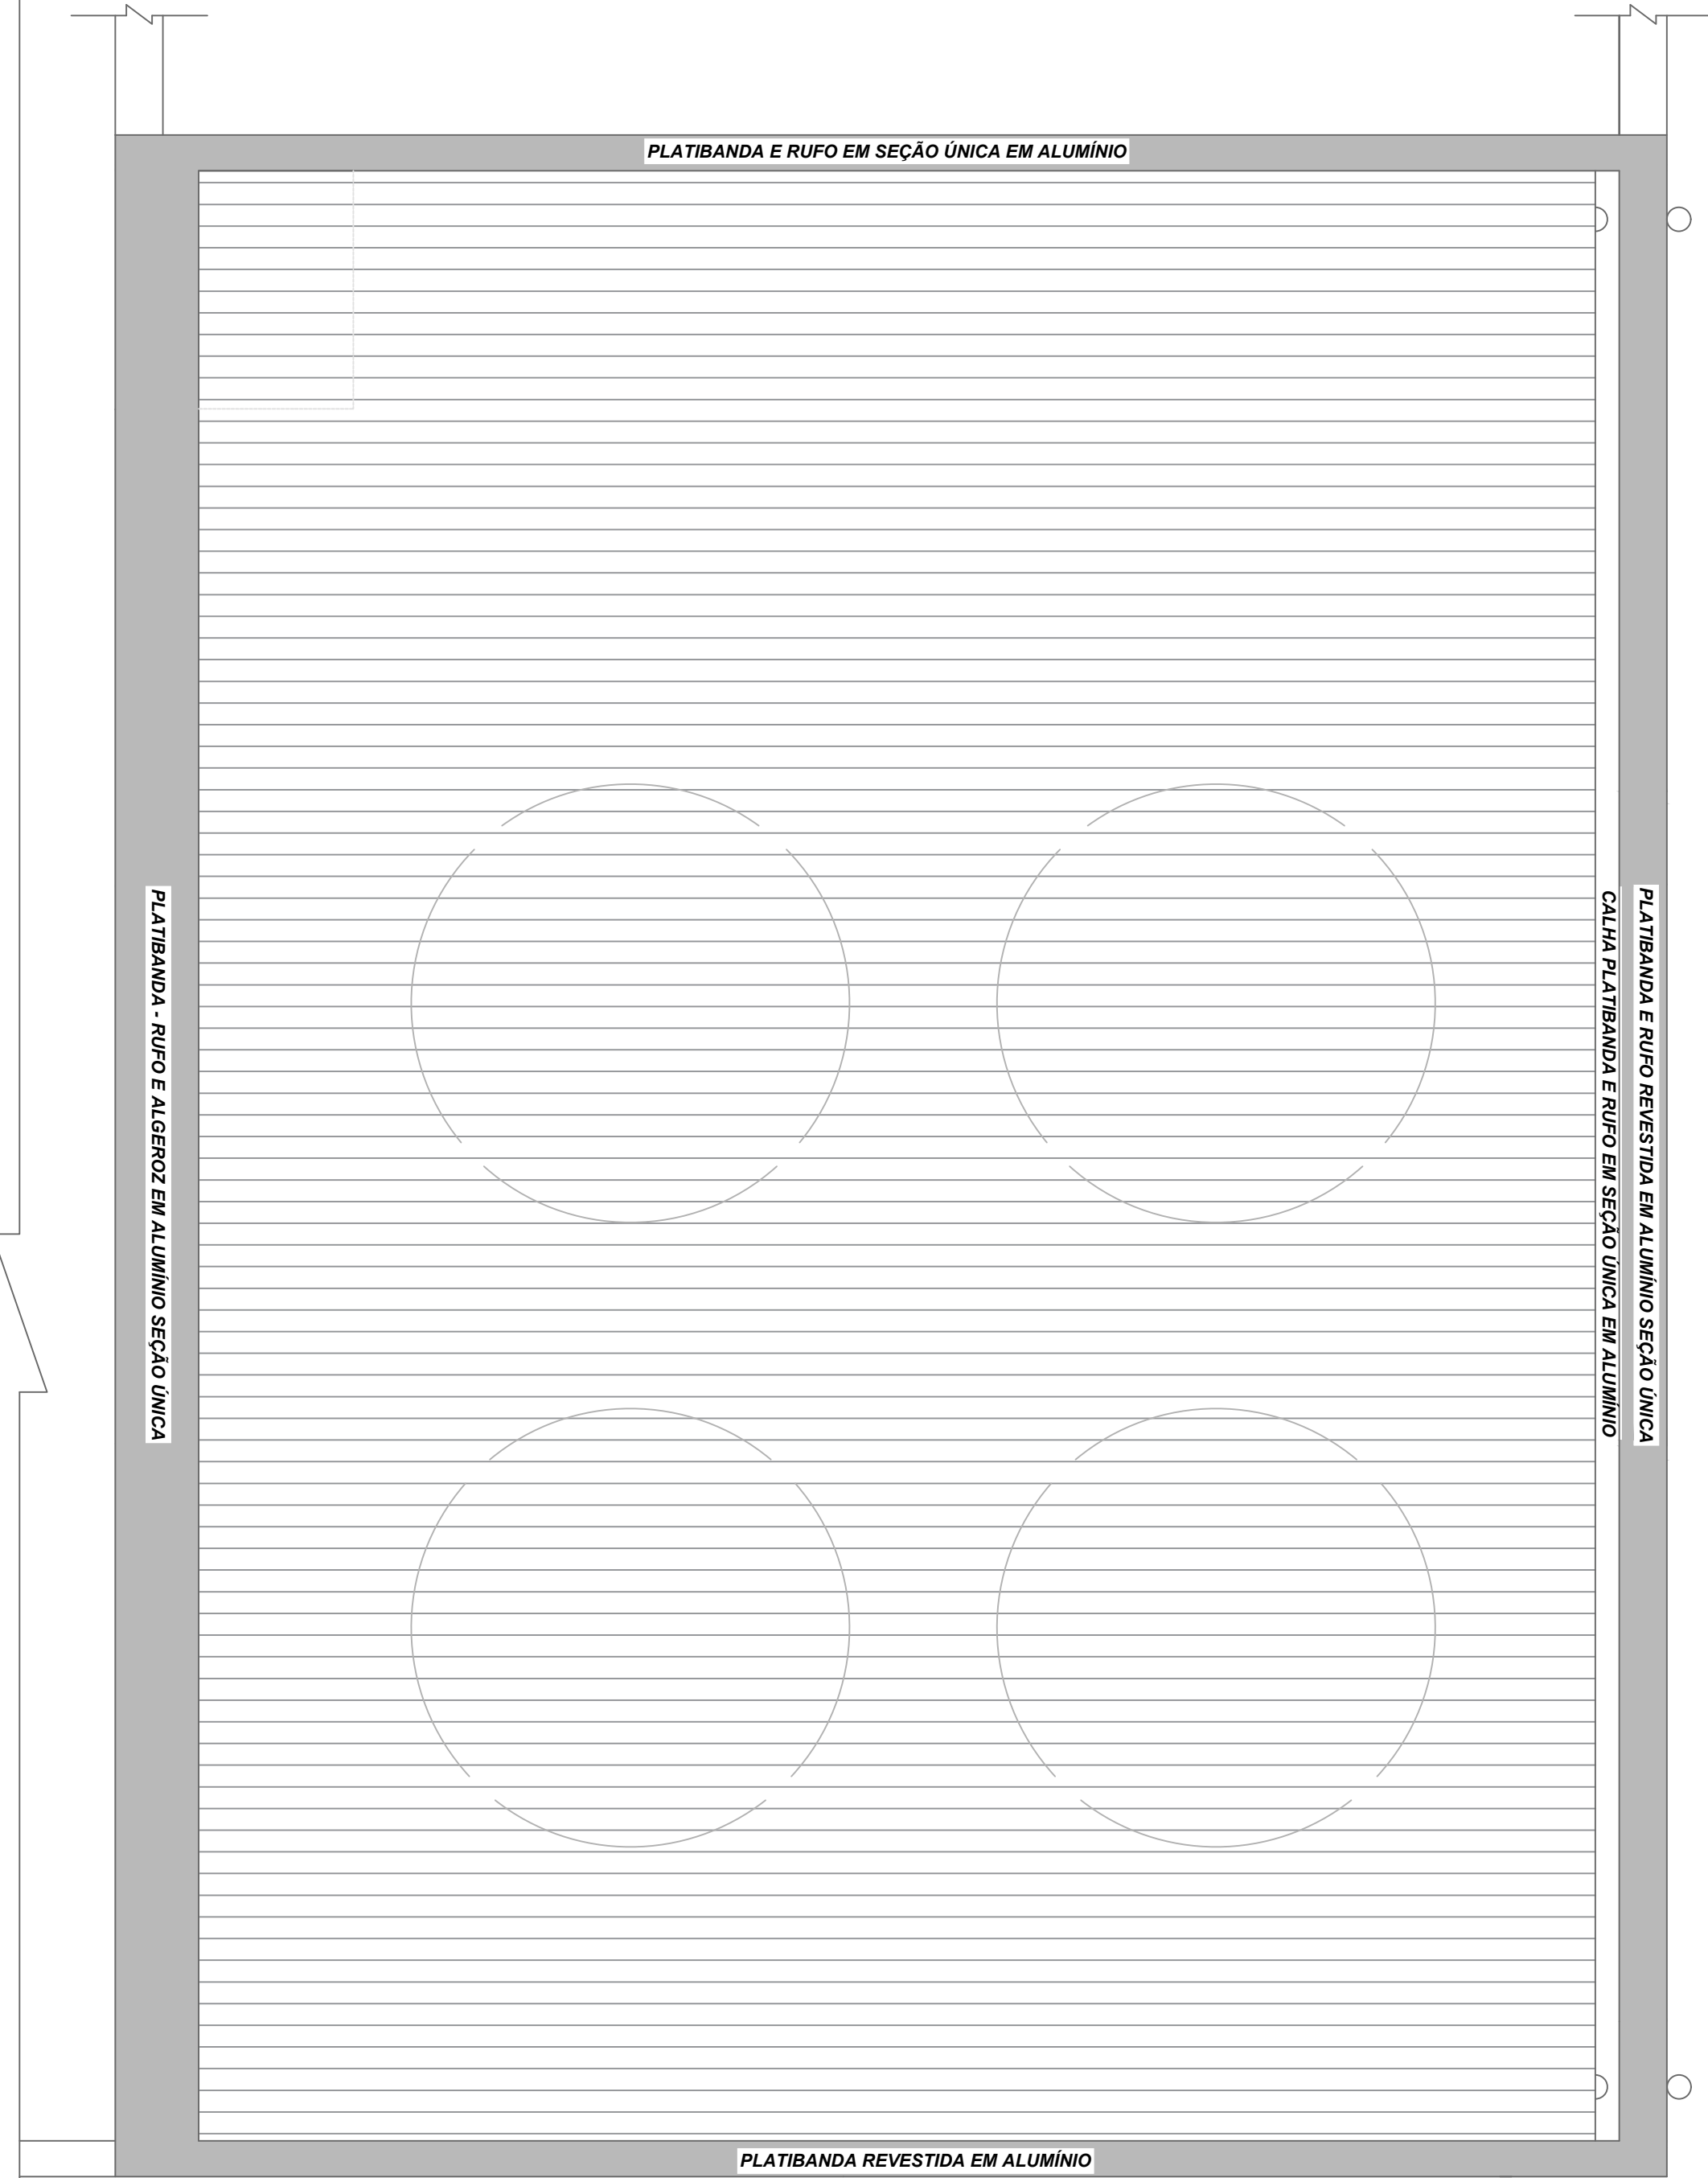 PLATIBANDA E RUFO EM SEÇÃO ÚNICA EM ALUMÍNIO
PLATIBANDA - RUFO E ALGEROZ EM ALUMÍNIO SEÇÃO ÚNICA
CALHA PLATIBANDA E RUFO EM SEÇÃO ÚNICA EM ALUMÍNIO
PLATIBANDA E RUFO REVESTIDA EM ALUMÍNIO SEÇÃO ÚNICA
PLATIBANDA REVESTIDA EM ALUMÍNIO